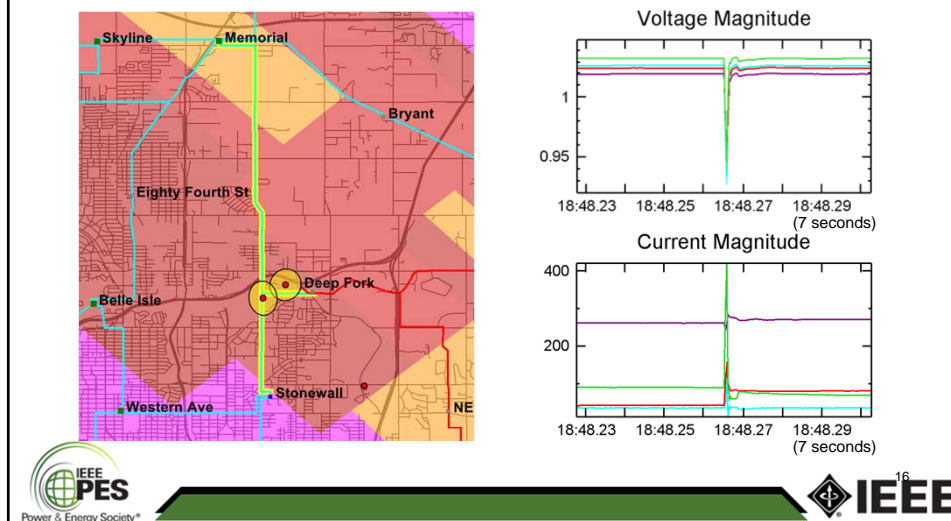 Skyline
Memorial
Bryant
Eighty Fourth St
Deep Fork
Belle Isle
Stonewall
Western Ave
NE
Voltage Magnitude
1
0.95
18:48.23 18:48.25 18:48.27 18:48.29
(7 seconds)
Current Magnitude
400
200
18:48.23 18:48.25 18:48.27 18:48.29
(7 seconds)
IEEE
PES
Power & Energy Society®
16
IEEE